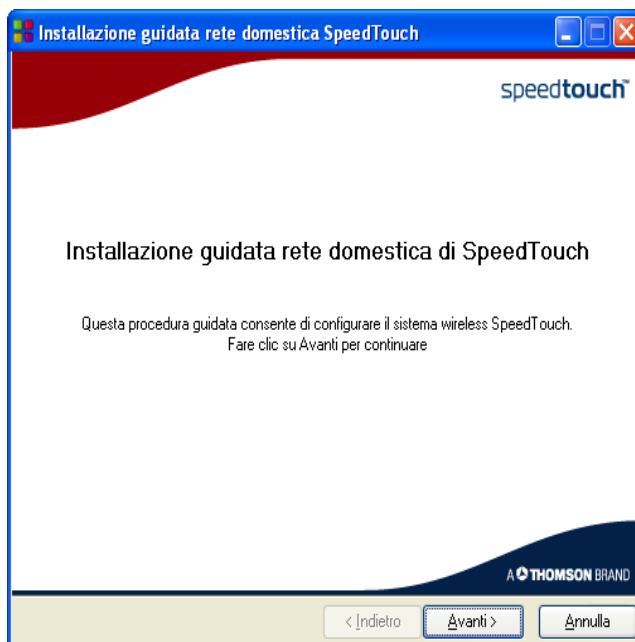 Installazione guidata rete domestica SpeedTouch
speedtouch™
Installazione guidata rete domestica di SpeedTouch
Questa procedura guidata consente di configurare il sistema wireless SpeedTouch.
Fare clic su Avanti per continuare
A THOMSON BRAND
< Indietro
Avanti >
Annulla